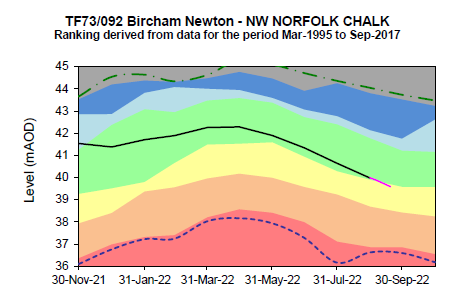 TF73/092 Bircham Newton - NW NORFOLK CHALK
Ranking derived from data for the period Mar-1995 to Sep-2017
Level (mAOD)
45
44
43
42
41
40
39
38
37
36
30-Nov-21 31-Jan-22 31-Mar-22 31-May-22 31-Jul-22 30-Sep-22